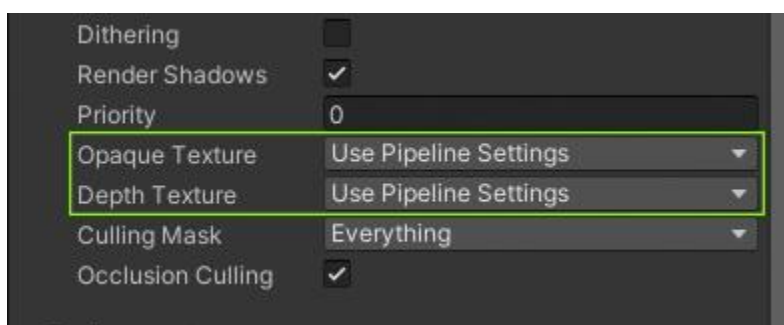 Dithering
Render Shadows
Priority 0
Opaque Texture Use Pipeline Settings
Depth Texture Use Pipeline Settings
Culling Mask Everything
Occlusion Culling